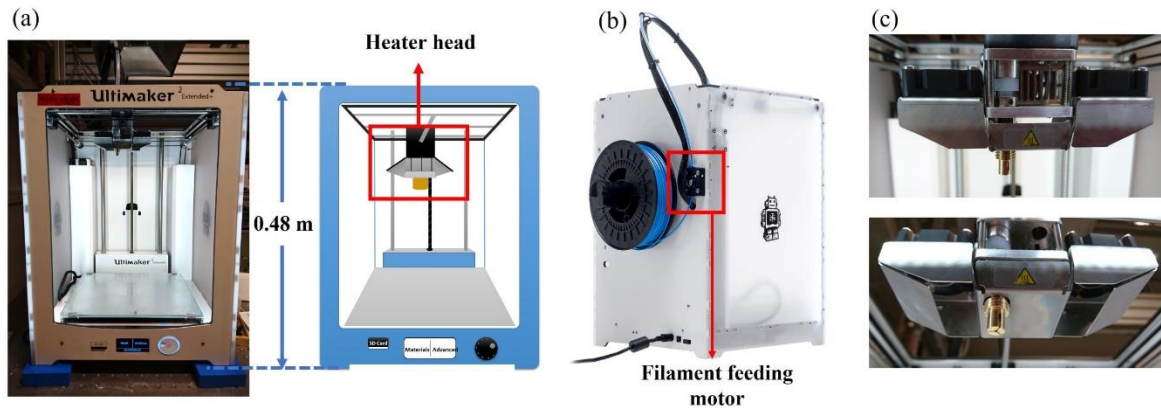 (a)
Ultimaker 2 Extended+
Ultimaker
0.48 m
Heater head
SD Card
Materials Advanced
(b)
Filament feeding
motor
(c)